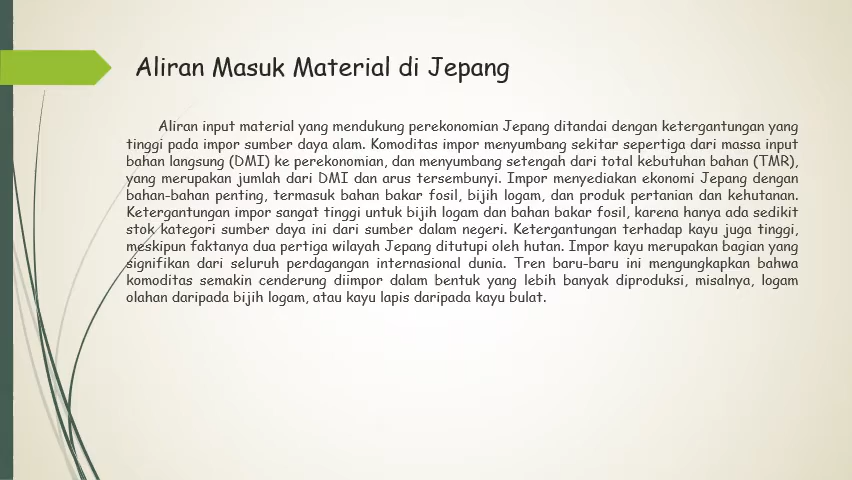 Aliran Masuk Material di Jepang
Aliran input material yang mendukung perekonomian Jepang ditandai dengan ketergantungan yang
tinggi pada impor sumber daya alam. Komoditas impor menyumbang sekitar sepertiga dari massa input
bahan langsung (DMI) ke perekonomian, dan menyumbang setengah dari total kebutuhan bahan (TMR),
yang merupakan jumlah dari DMI dan arus tersembunyi. Impor menyediakan ekonomi Jepang dengan
bahan-bahan penting, termasuk bahan bakar fosil, bijih logam, dan produk pertanian dan kehutanan.
Ketergantungan impor sangat tinggi untuk bijih logam dan bahan bakar fosil, karena hanya ada sedikit
stok kategori sumber daya ini dari sumber dalam negeri. Ketergantungan terhadap kayu juga tinggi,
meskipun faktanya dua pertiga wilayah Jepang ditutupi oleh hutan. Impor kayu merupakan bagian yang
signifikan dari seluruh perdagangan internasional dunia. Tren baru-baru ini mengungkapkan bahwa
komoditas semakin cenderung diimpor dalam bentuk yang lebih banyak diproduksi, misalnya, logam
olahan daripada bijih logam, atau kayu lapis daripada kayu bulat.